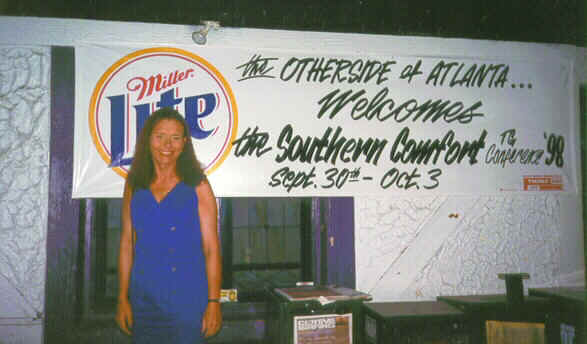 Miller
Lite
the OTHERSIDE of ATLANTA...
Welcomes
the Southern Comfort TG Conference '98
Sept. 30th - Oct. 3